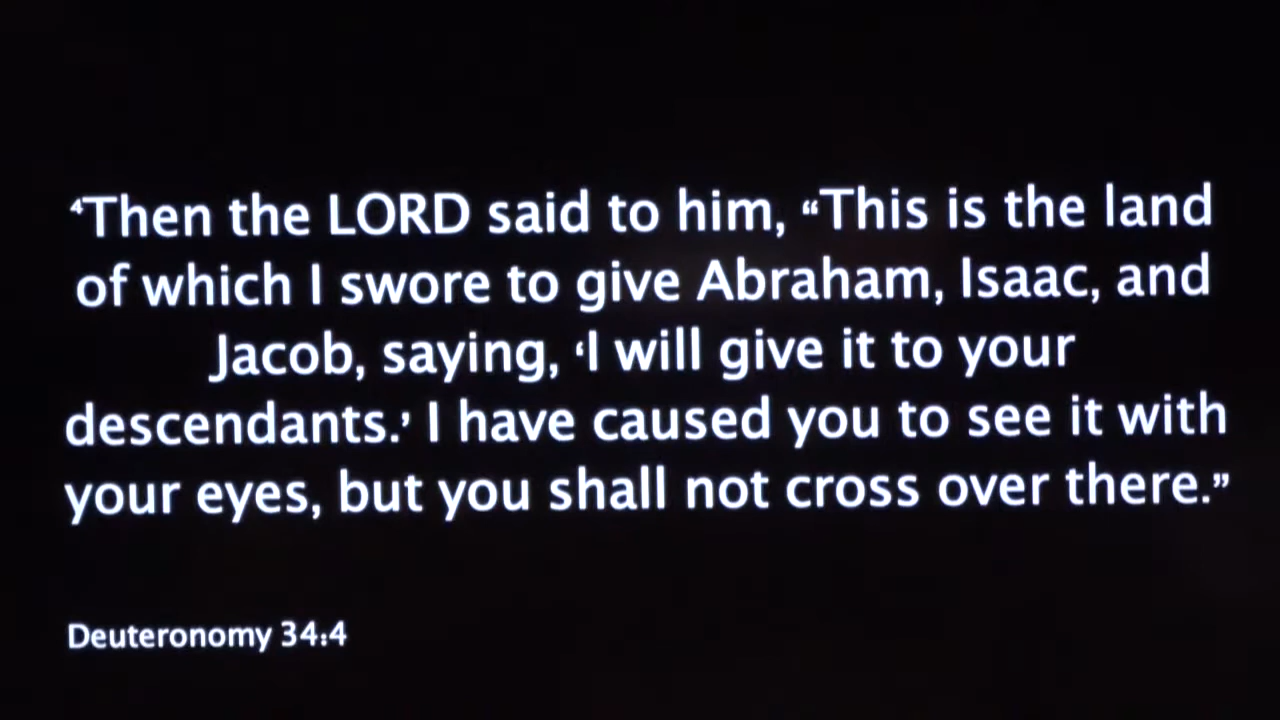 ⁴Then the LORD said to him, “This is the land
of which I swore to give Abraham, Isaac, and
Jacob, saying, ‘I will give it to your
descendants.’ I have caused you to see it with
your eyes, but you shall not cross over there.”
Deuteronomy 34:4